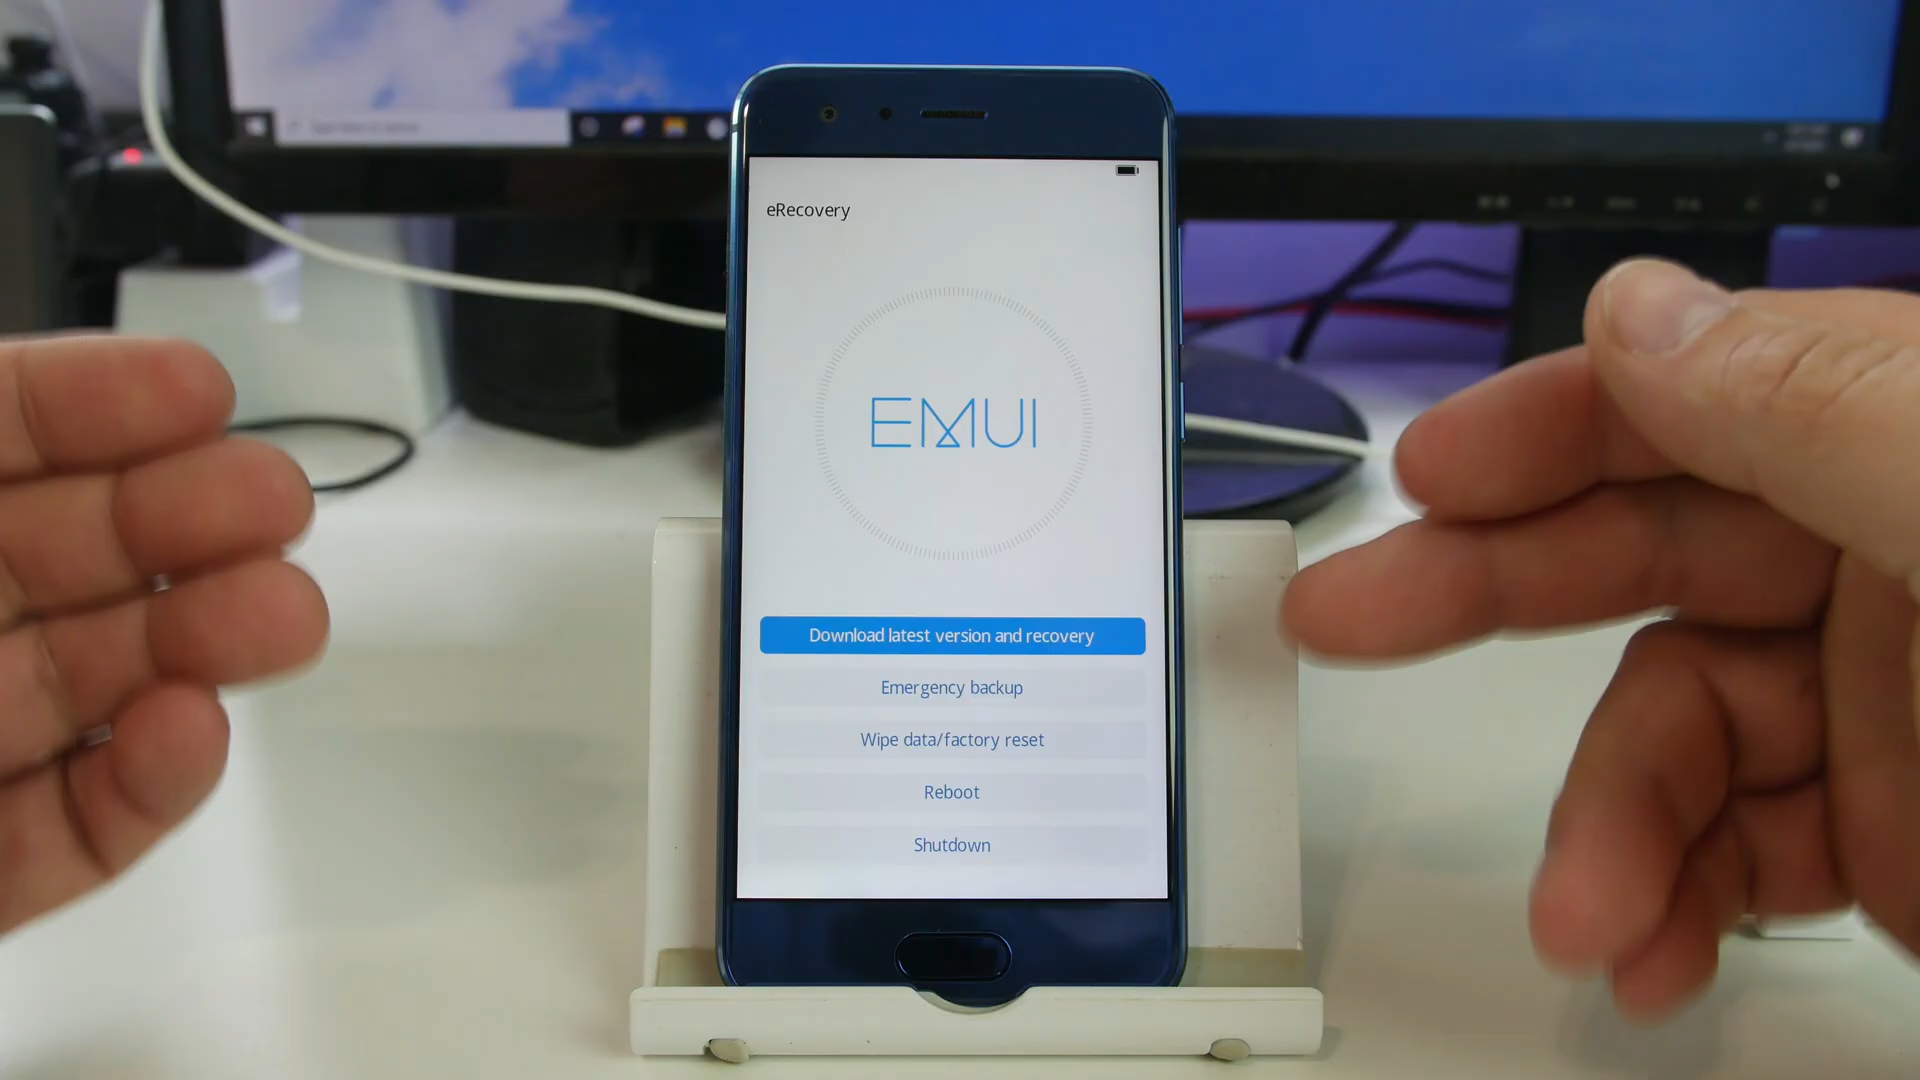 eRecovery
EMUI
Download latest version and recovery
Emergency backup
Wipe data/factory reset
Reboot
Shutdown